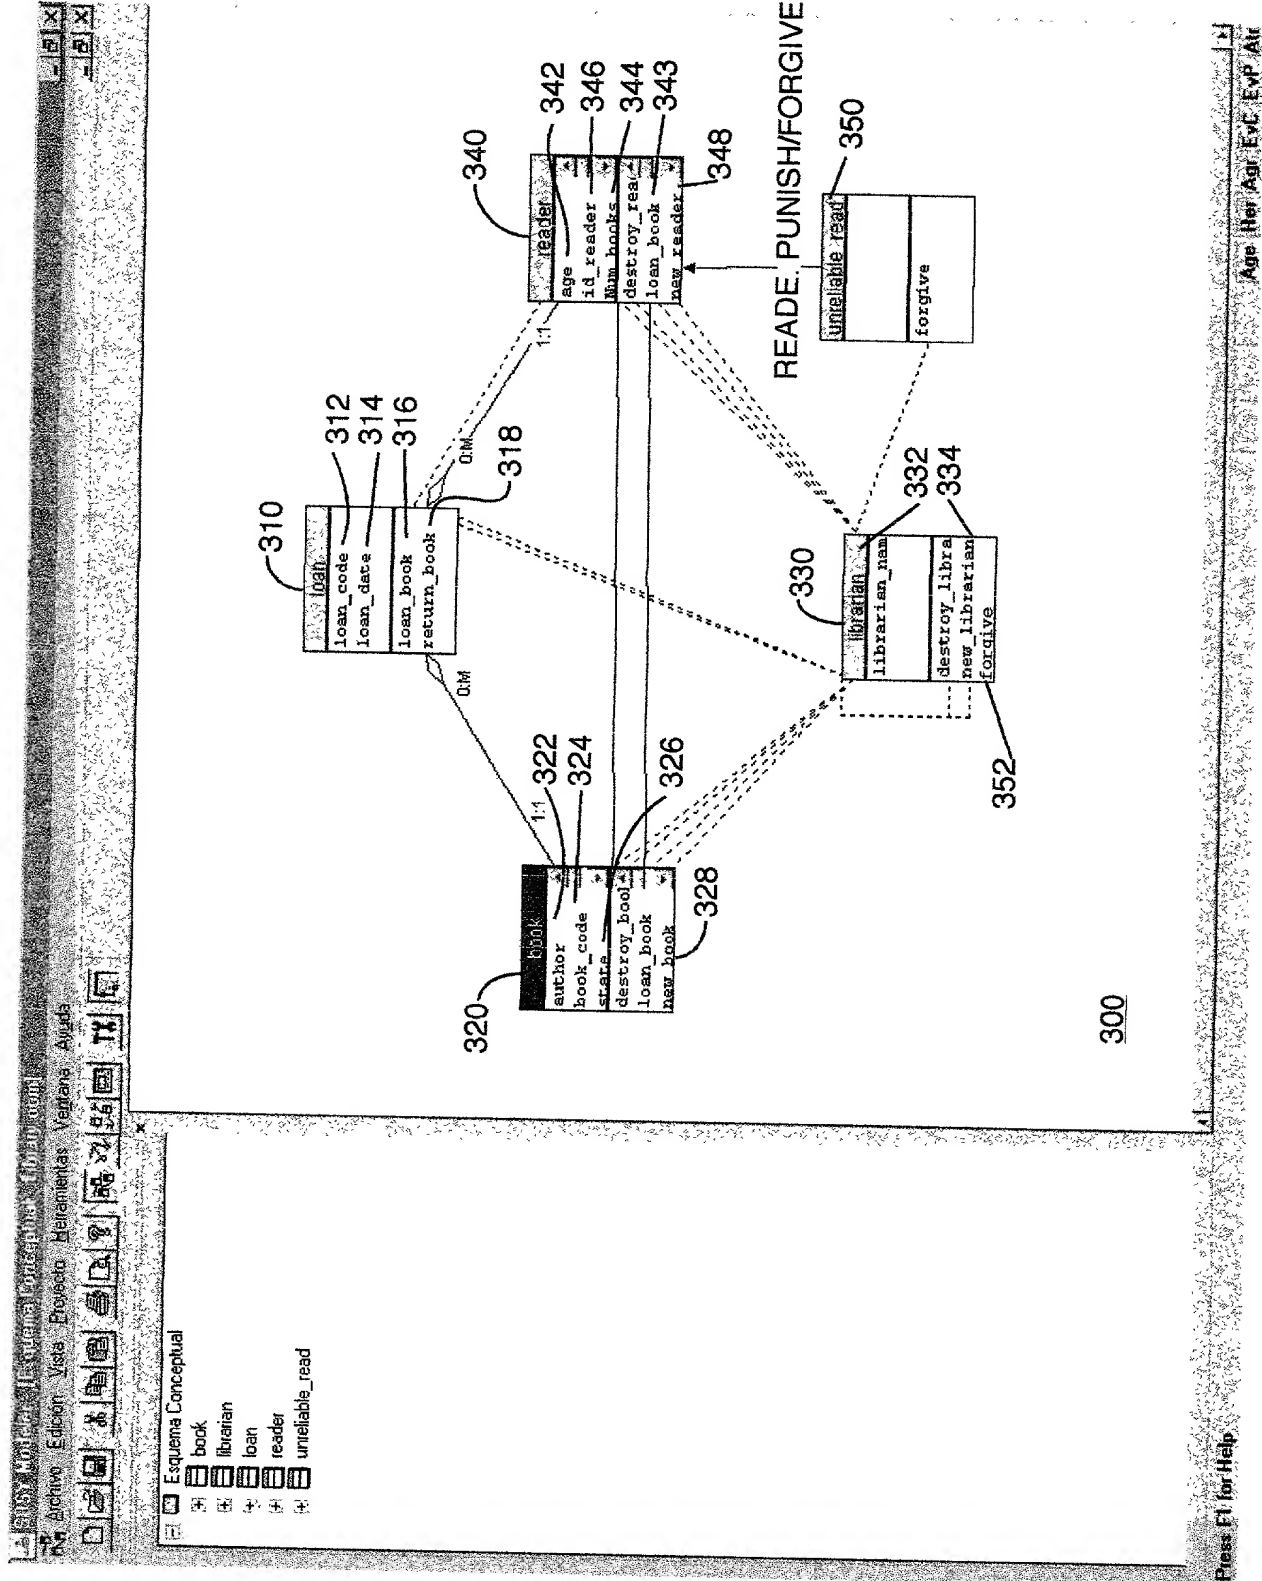 Archivo Edición Vista Proyecto Herramientas Ventana Ayuda
Esquema Conceptual
book
librarian
loan
reader
unreliable_read
310
loan
loan_code
loan_date
loan_book
return_book
312
314
316
318
0:M
0:M
1:1
1:1
320
book
author
book_code
state
destroy_bool
loan_book
new_book
322
324
326
328
340
reader
age
id_reader
Num_books
destroy_rea
loan_book
new_reader
342
346
344
343
348
READE. PUNISH/FORGIVE
330
librarian
librarian_nam
destroy_libra
new_librarian
forgive
332
334
352
350
unreliable_read
forgive
300
Press F1 for Help
Age Her Agr EvC EvP Atr